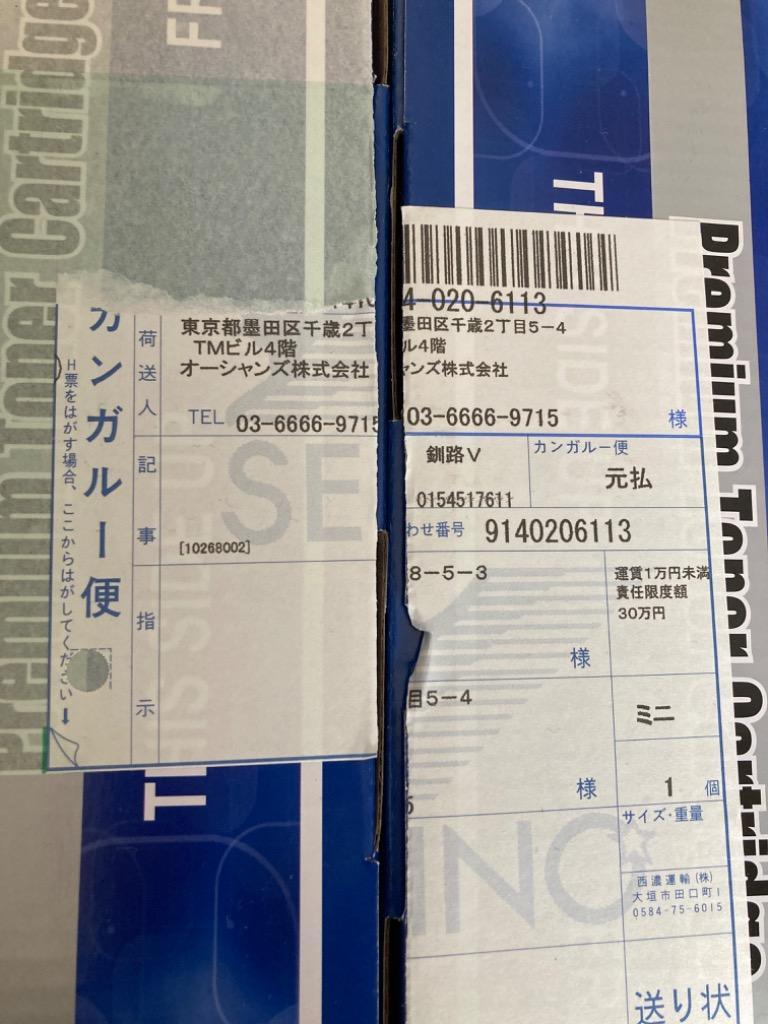 Premium Toner Cartridge
FR
カンガルー便
H票をはがす場合、ここからはがしてください
荷送人
東京都墨田区千歳2丁
TMビル4階
オーシャンズ株式会社
TEL 03-6666-9715
記事
[10268002]
指示
SE
THIS SI
TH
4-020-6113
墨田区千歳2丁目5-4
ル4階
ャンズ株式会社
03-6666-9715 様
釧路V
0154517611
カンガルー便
元払
わせ番号 9140206113
8-5-3
様
運賃1万円未満
責任限度額
30万円
目5-4
様
ミニ
1 個
サイズ・重量
INO
西濃運輸(株)
大垣市田口町1
0584-75-6015
送り状
Premium Toner Cartridge